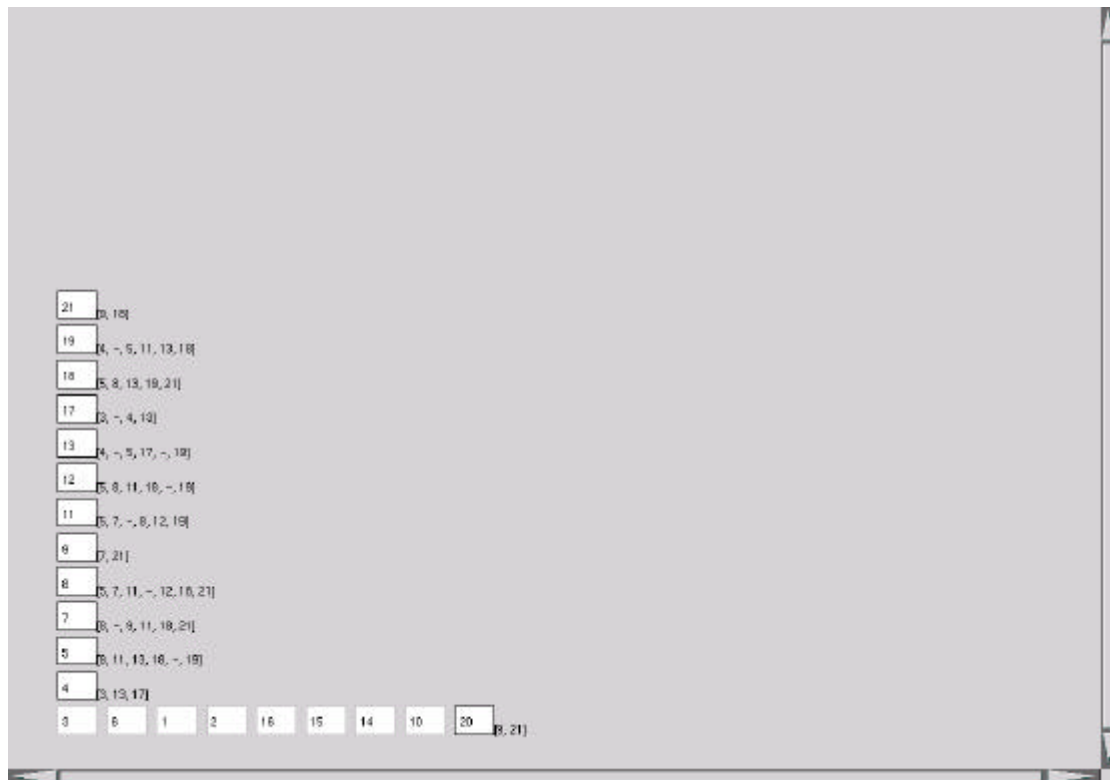 21 [9, 18]
19 [4, -, 5, 11, 13, 18]
18 [5, 8, 13, 19, 21]
17 [3, -, 4, 13]
13 [4, -, 5, 17, -, 19]
12 [5, 8, 11, 18, -, 19]
11 [5, 7, -, 8, 12, 19]
9 [7, 21]
8 [5, 7, 11, -, 12, 18, 21]
7 [8, -, 9, 11, 18, 21]
5 [8, 11, 13, 18, -, 19]
4 [3, 13, 17]
3 6 1 2 16 15 14 10 20 [9, 21]